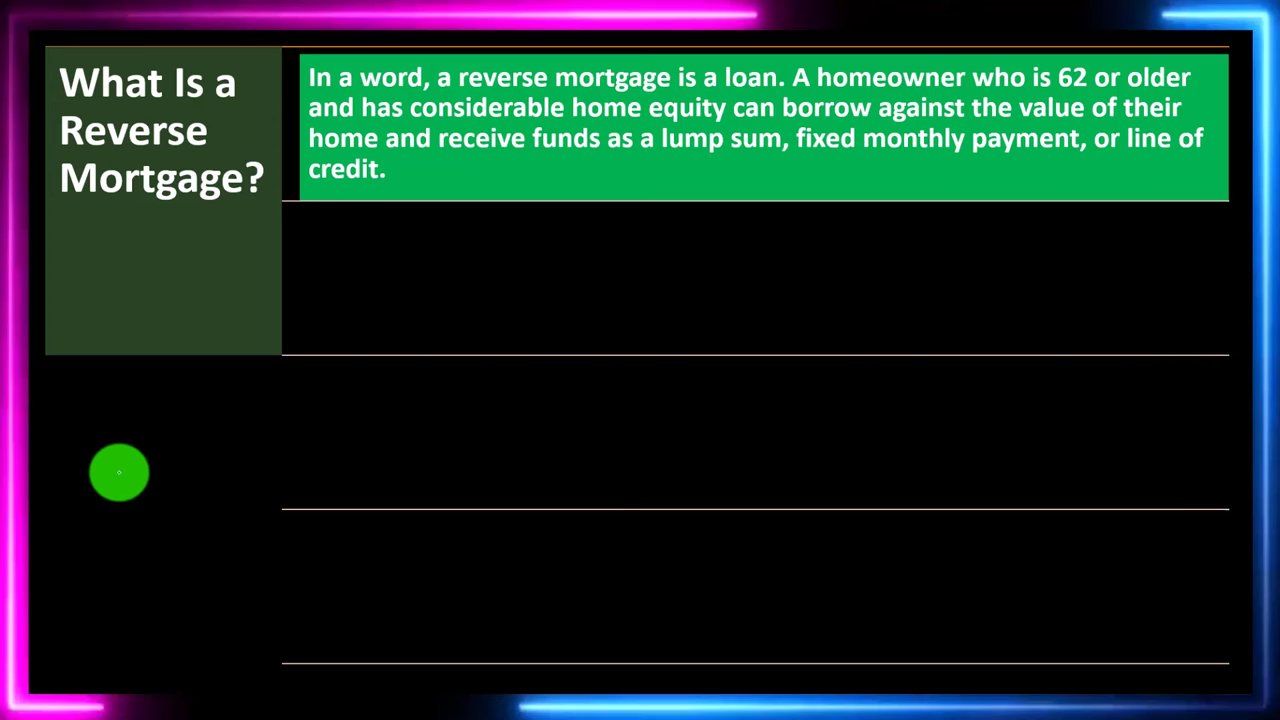 What Is a
Reverse
Mortgage?
In a word, a reverse mortgage is a loan. A homeowner who is 62 or older
and has considerable home equity can borrow against the value of their
home and receive funds as a lump sum, fixed monthly payment, or line of
credit.